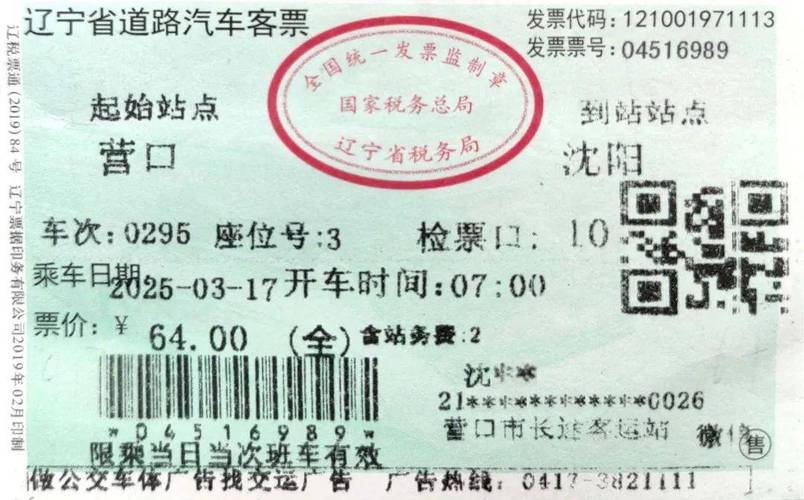 辽宁省道路汽车客票
发票代码：121001971113
发票票号：04516989
全国统一发票监制章
国家税务总局
辽宁省税务局
起始站点
到站站点
营口
沈阳
车次:0295 座位号:3 检票口: 10
乘车日期:2025-03-17 开车时间:07:00
票价: ¥ 64.00 (全) 含站务费:2
沈**
21************0026
*04516989*
营口市长途客运站 微信 售
限乘当日当次班车有效
做公交车体广告找交运广告 广告热线: 0417-3821111
辽税票通(2019)84号 辽宁票据印务有限公司2019年02月印制